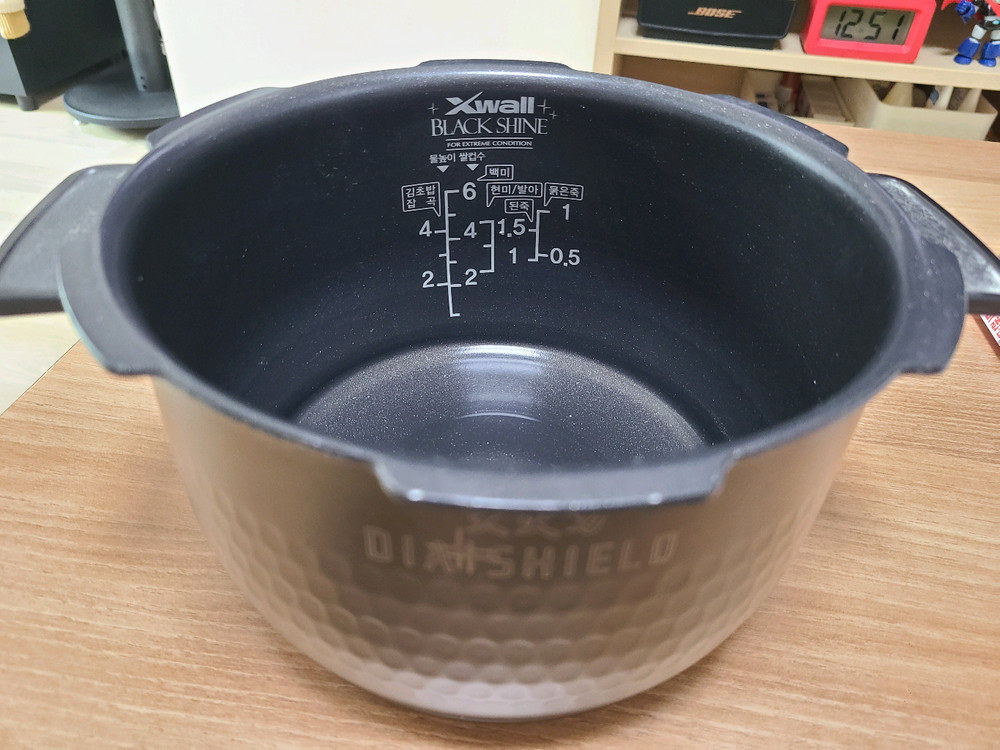 BOSE
12:51
Xwall
BLACK SHINE
FOR EXTREME CONDITION
물높이 쌀컵수
백미
김초밥
잡곡
현미/발아
묽은죽
된죽
6
1
4
4
1.5
1
0.5
2
2
DIAMSHIELD